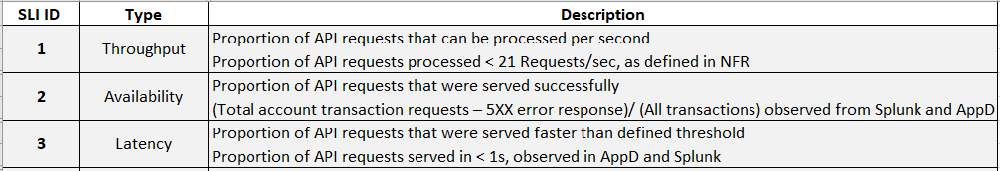 SLI ID Type Description
1 Throughput Proportion of API requests that can be processed per second
Proportion of API requests processed < 21 Requests/sec, as defined in NFR
2 Availability Proportion of API requests that were served successfully
(Total account transaction requests – 5XX error response)/ (All transactions) observed from Splunk and AppD
3 Latency Proportion of API requests that were served faster than defined threshold
Proportion of API requests served in < 1s, observed in AppD and Splunk